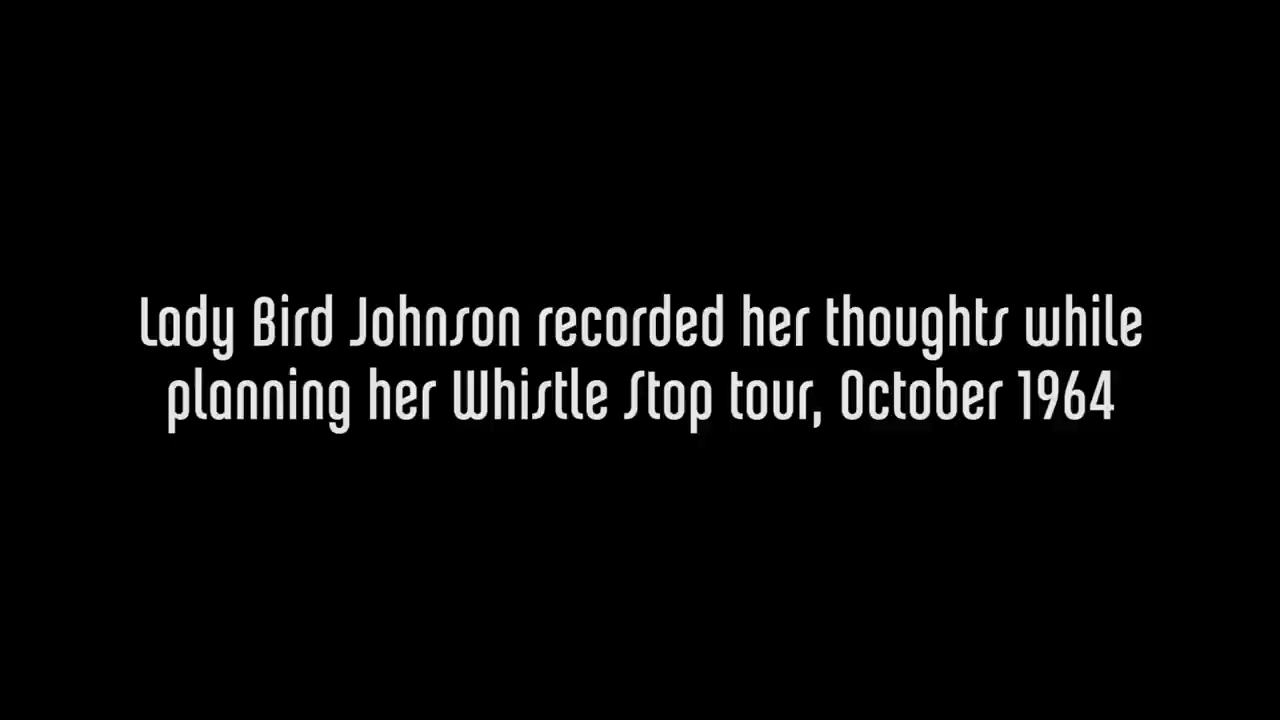 Lady Bird Johnson recorded her thoughts while
planning her Whistle Stop tour, October 1964